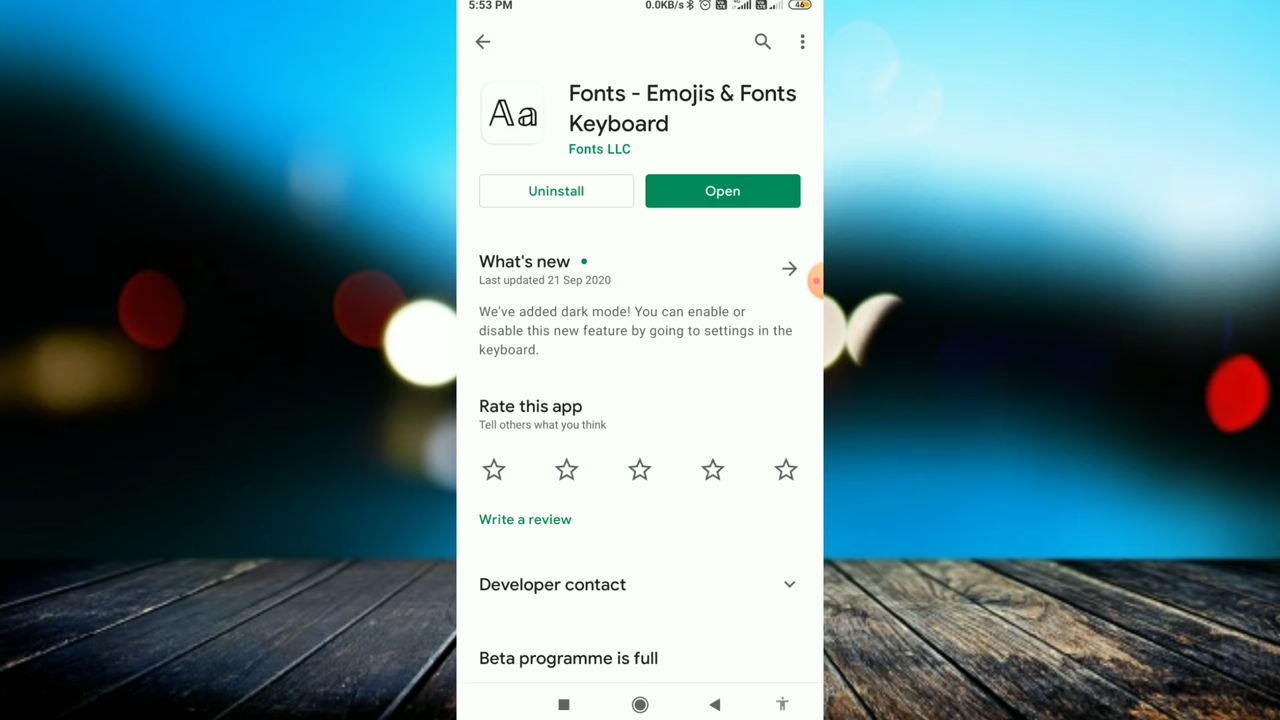 5:53 PM
0.0KB/s
46
Aa
Fonts - Emojis & Fonts
Keyboard
Fonts LLC
Uninstall
Open
What's new
Last updated 21 Sep 2020
We've added dark mode! You can enable or
disable this new feature by going to settings in the
keyboard.
Rate this app
Tell others what you think
Write a review
Developer contact
Beta programme is full